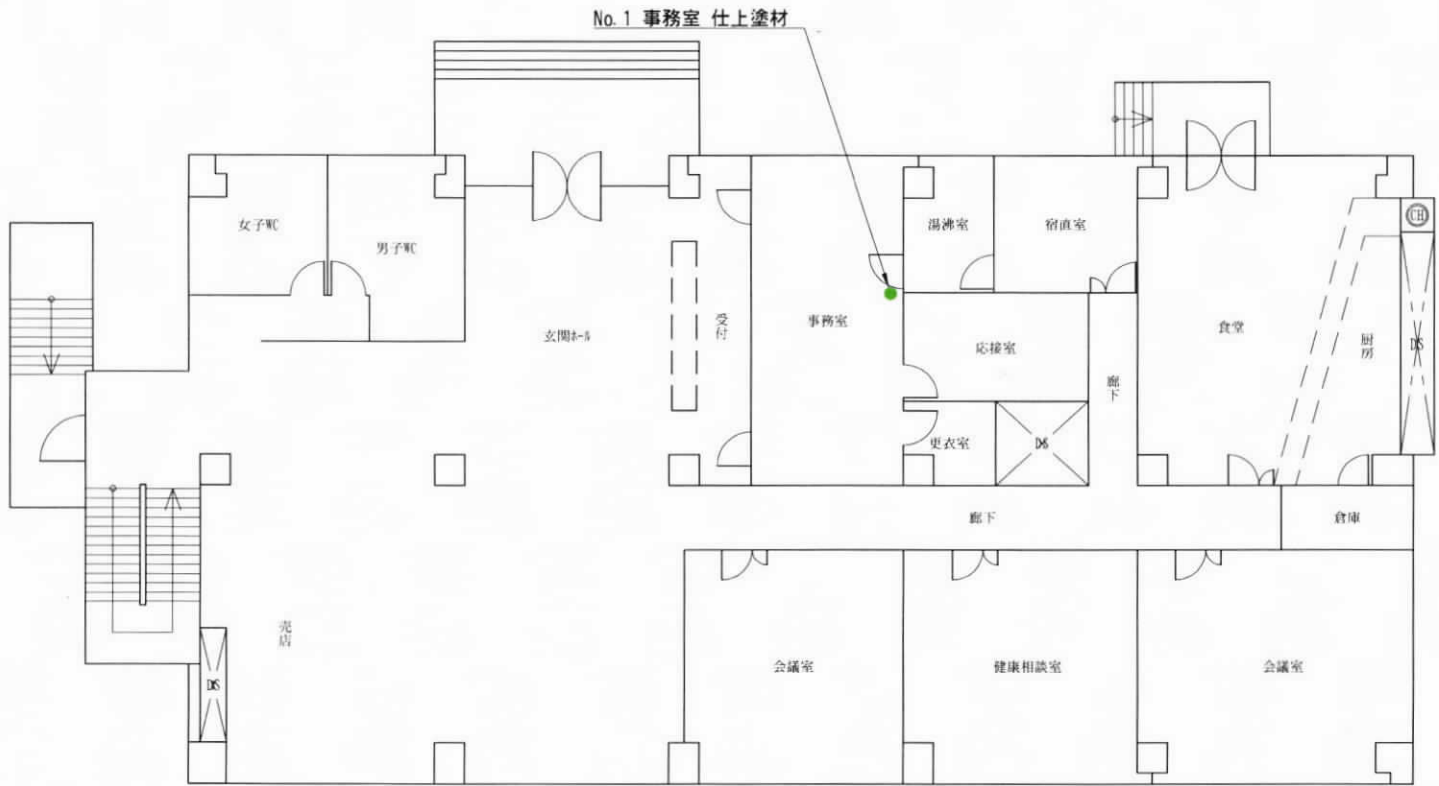 No. 1 事務室 仕上塗材
女子WC
男子WC
玄関ホール
受付
事務室
湯沸室
宿直室
応接室
更衣室
DS
廊下
食堂
厨房
CH
DS
廊下
倉庫
売店
DS
会議室
健康相談室
会議室